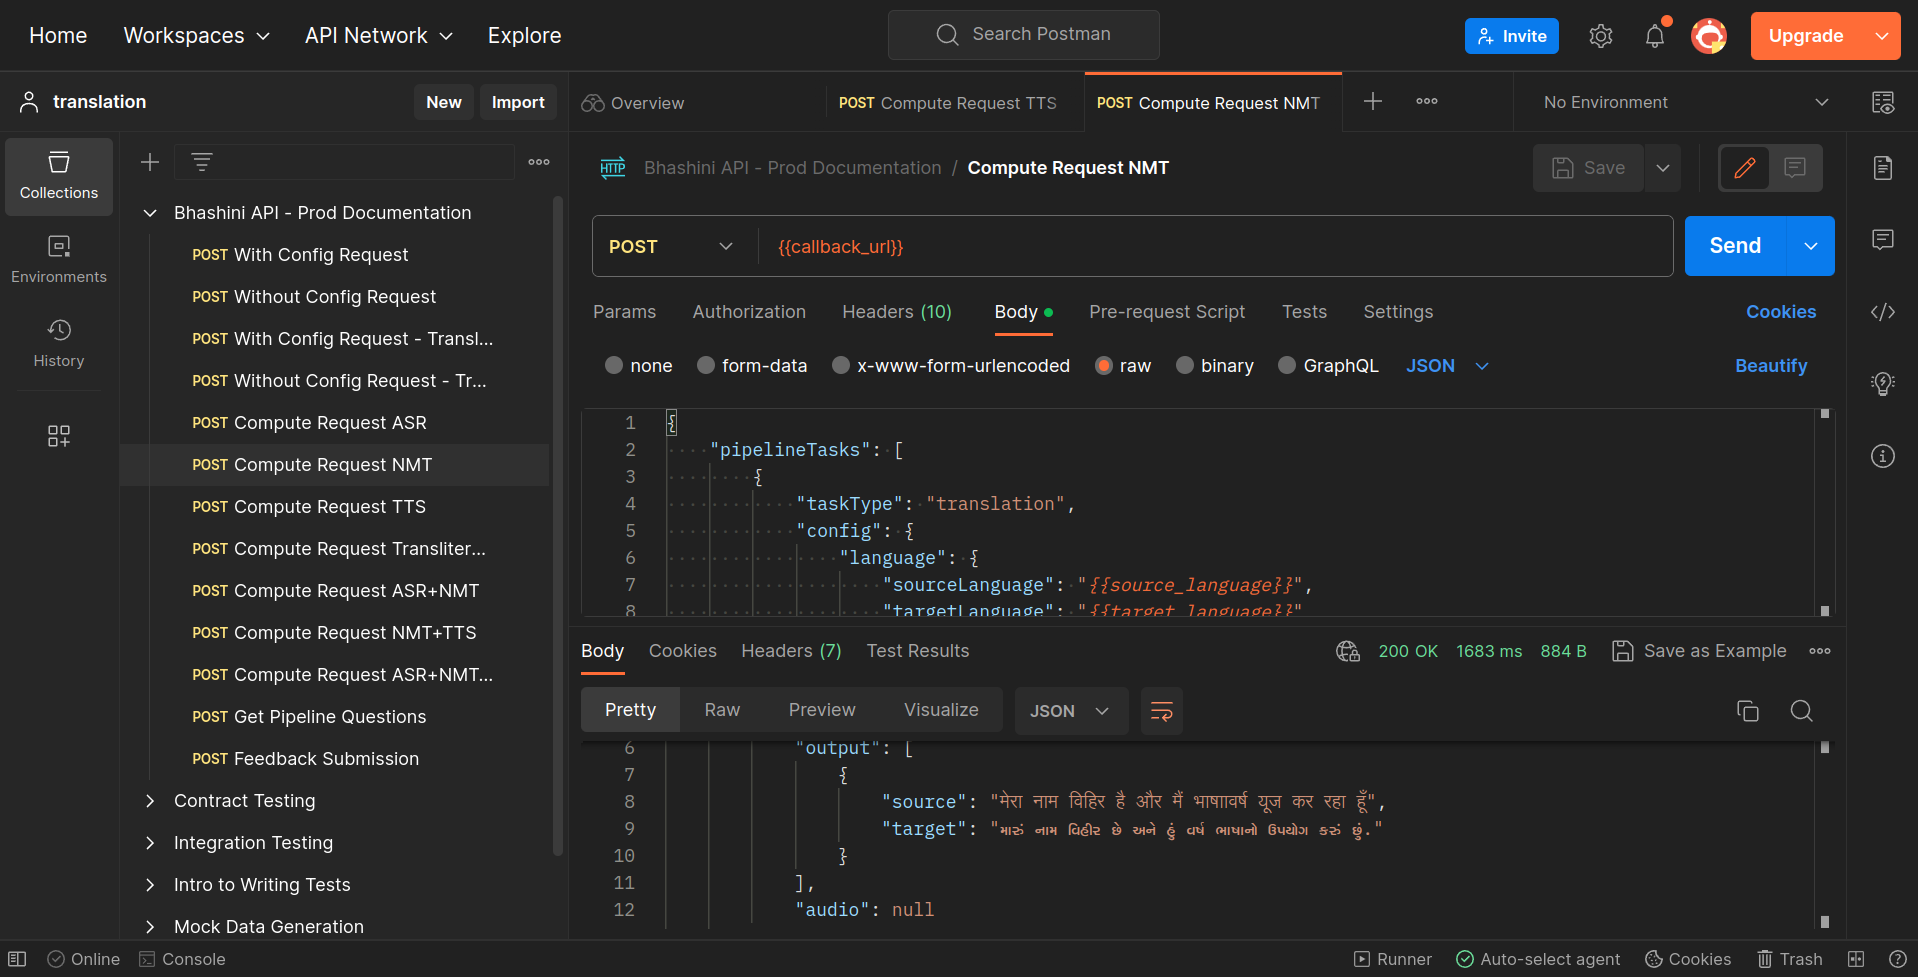 Home Workspaces API Network Explore Search Postman Invite Upgrade
translation New Import Overview POST Compute Request TTS POST Compute Request NMT No Environment
Collections
Environments
History
Bhashini API - Prod Documentation
POST With Config Request
POST Without Config Request
POST With Config Request - Transl...
POST Without Config Request - Tr...
POST Compute Request ASR
POST Compute Request NMT
POST Compute Request TTS
POST Compute Request Transliter...
POST Compute Request ASR+NMT
POST Compute Request NMT+TTS
POST Compute Request ASR+NMT...
POST Get Pipeline Questions
POST Feedback Submission
Contract Testing
Integration Testing
Intro to Writing Tests
Mock Data Generation
HTTP Bhashini API - Prod Documentation / Compute Request NMT Save
POST {{callback_url}} Send
Params Authorization Headers (10) Body Pre-request Script Tests Settings Cookies
none form-data x-www-form-urlencoded raw binary GraphQL JSON Beautify
1 {
2 "pipelineTasks": [
3 {
4 "taskType": "translation",
5 "config": {
6 "language": {
7 "sourceLanguage": "{{source_language}}",
8 "targetLanguage": "{{target_language}}"
Body Cookies Headers (7) Test Results 200 OK 1683 ms 884 B Save as Example
Pretty Raw Preview Visualize JSON
6 "output": [
7 {
8 "source": "मेरा नाम विहिर है और मैं भाषाावर्ष यूज कर रहा हूँ",
9 "target": "મારું નામ વિહીર છે અને હું વર્ષ ભાષાનો ઉપયોગ કરું છું."
10 }
11 ],
12 "audio": null
Online Console Runner Auto-select agent Cookies Trash